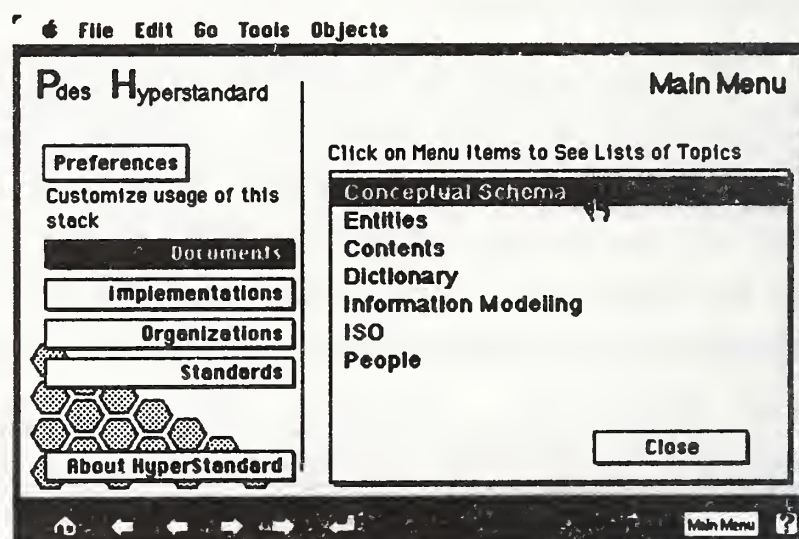 File Edit Go Tools Objects
Pdes Hyperstandard
Main Menu
Preferences
Customize usage of this
stack
Documents
Implementations
Organizations
Standards
About HyperStandard
Click on Menu Items to See Lists of Topics
Conceptual Schema
Entities
Contents
Dictionary
Information Modeling
ISO
People
Close
Main Menu
?